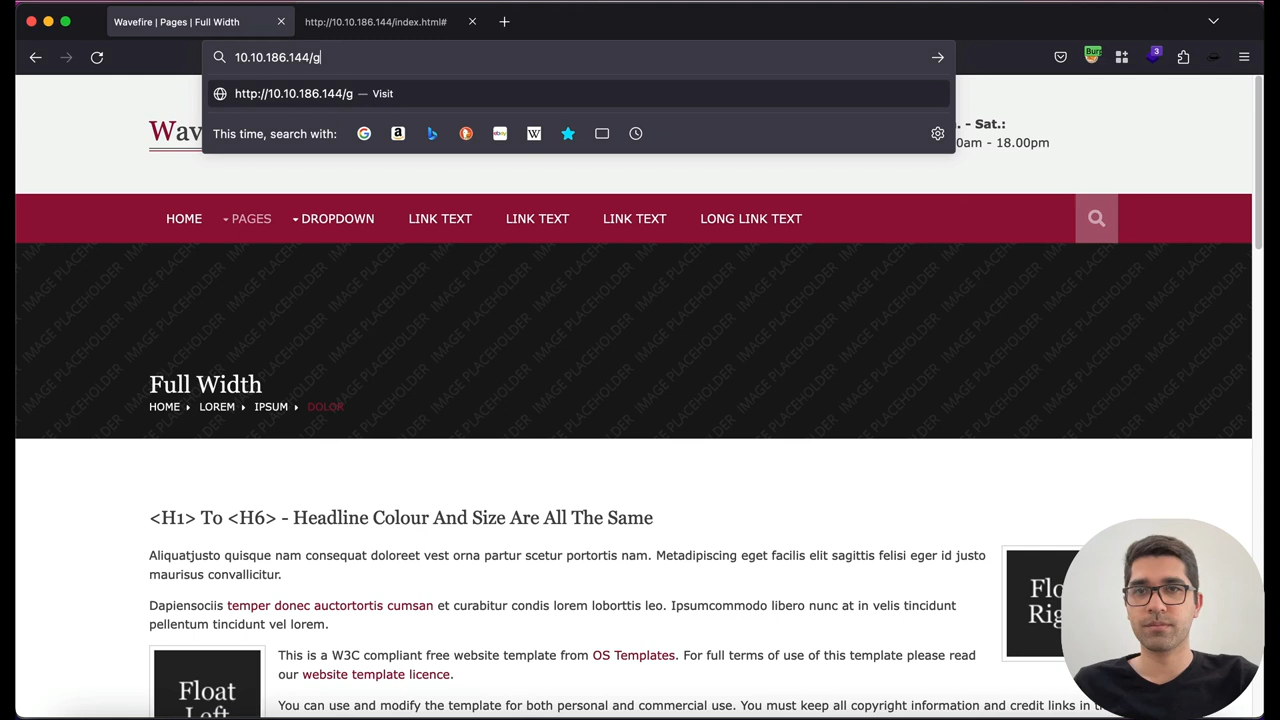 Wavefire | Pages | Full Width
http://10.10.186.144/index.html#
10.10.186.144/g
Burp
3
http://10.10.186.144/g — Visit
This time, search with:
ebay
W
Wav
. - Sat.:
0am - 18.00pm
HOME
PAGES
DROPDOWN
LINK TEXT
LINK TEXT
LINK TEXT
LONG LINK TEXT
IMAGE PLACEHOLDER
Full Width
HOME
LOREM
IPSUM
DOLOR
<H1> To <H6> - Headline Colour And Size Are All The Same
Aliquatjusto quisque nam consequat doloreet vest orna partur scetur portortis nam. Metadipiscing eget facilis elit sagittis felisi eger id justo
maurisus convallicitur.
Dapiensociis temper donec auctortortis cumsan et curabitur condis lorem loborttis leo. Ipsumcommodo libero nunc at in velis tincidunt
pellentum tincidunt vel lorem.
Flo
Rig
This is a W3C compliant free website template from OS Templates. For full terms of use of this template please read
our website template licence.
Float
Left
You can use and modify the template for both personal and commercial use. You must keep all copyright information and credit links in